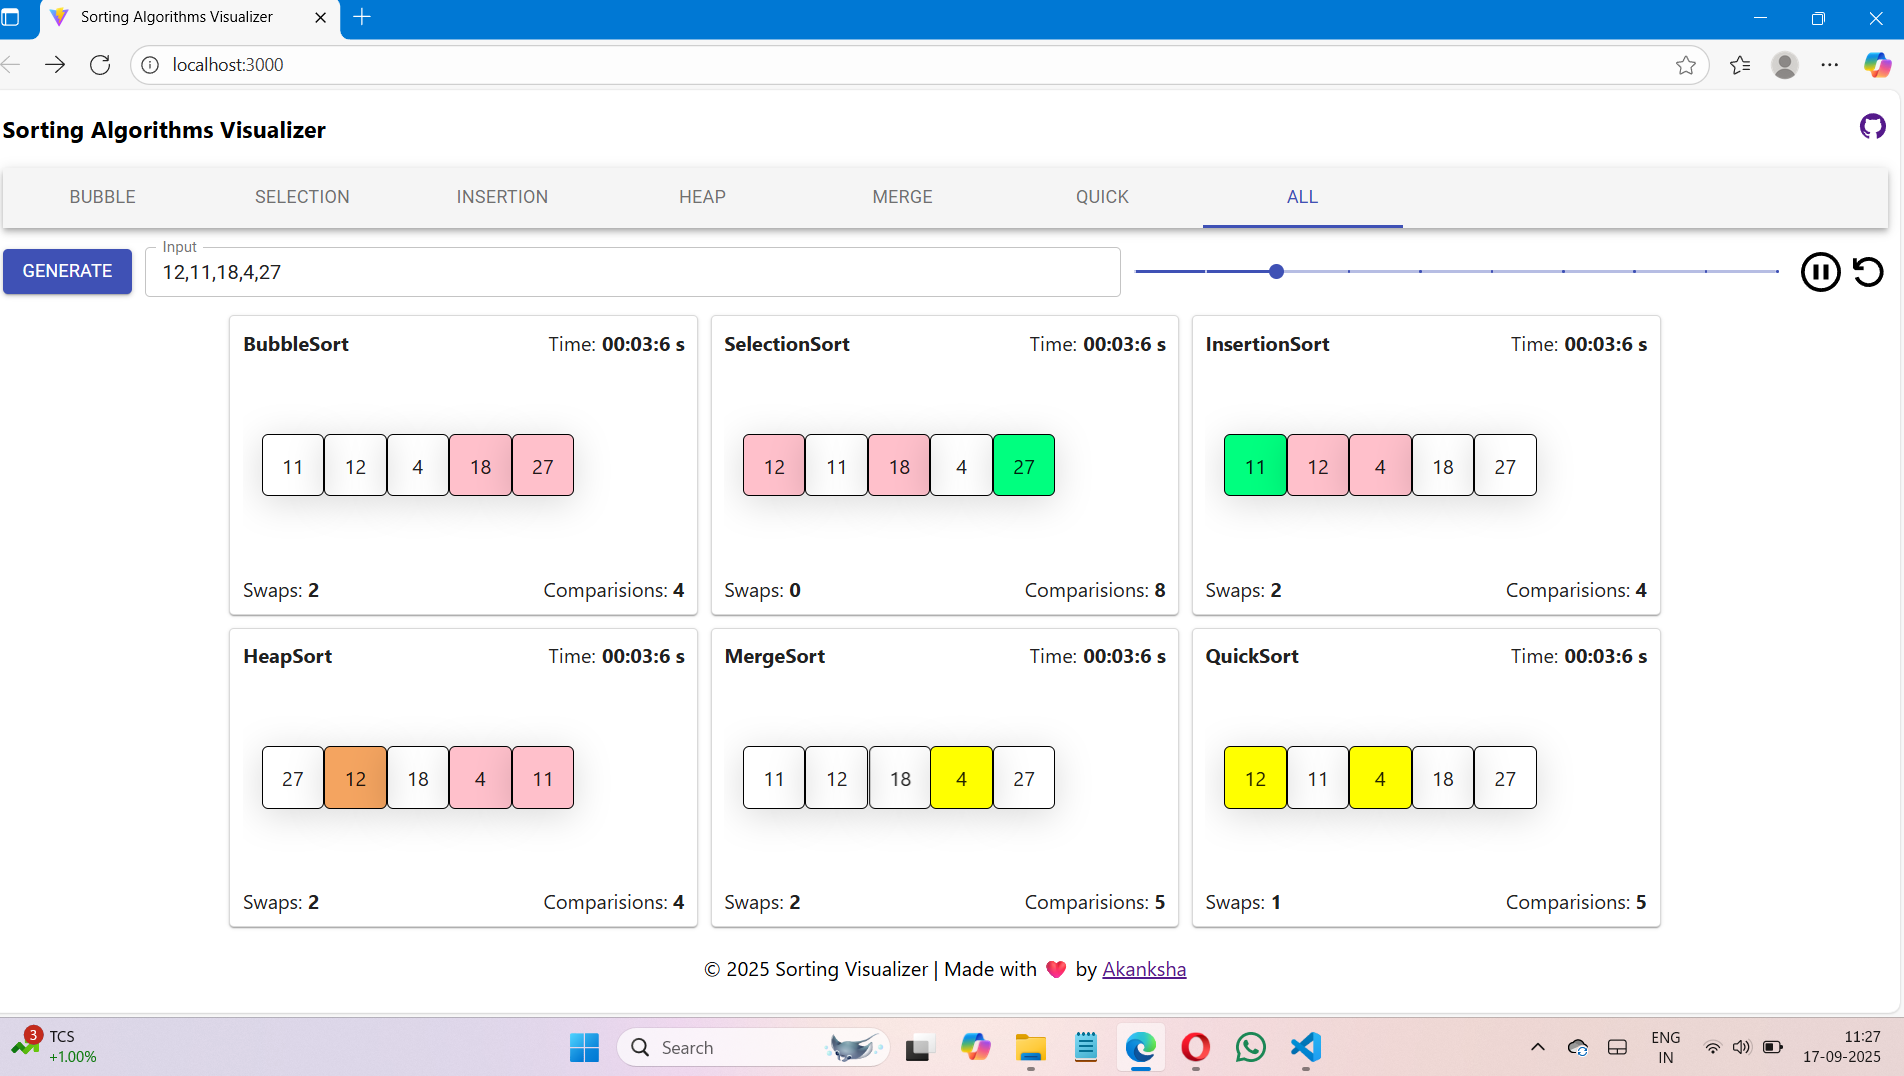 Sorting Algorithms Visualizer
localhost:3000
Sorting Algorithms Visualizer
BUBBLE SELECTION INSERTION HEAP MERGE QUICK ALL
Input
GENERATE 12,11,18,4,27
BubbleSort Time: 00:03:6 s
11 12 4 18 27
Swaps: 2 Comparisions: 4
SelectionSort Time: 00:03:6 s
12 11 18 4 27
Swaps: 0 Comparisions: 8
InsertionSort Time: 00:03:6 s
11 12 4 18 27
Swaps: 2 Comparisions: 4
HeapSort Time: 00:03:6 s
27 12 18 4 11
Swaps: 2 Comparisions: 4
MergeSort Time: 00:03:6 s
11 12 18 4 27
Swaps: 2 Comparisions: 5
QuickSort Time: 00:03:6 s
12 11 4 18 27
Swaps: 1 Comparisions: 5
© 2025 Sorting Visualizer | Made with ❤️ by Akanksha
3
TCS
+1.00%
Search
ENG
IN
11:27
17-09-2025